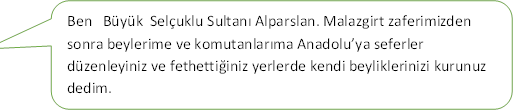 Ben Büyük Selçuklu Sultanı Alparslan. Malazgirt zaferimizden
sonra beylerime ve komutanlarıma Anadolu’ya seferler
düzenleyiniz ve fethettiğiniz yerlerde kendi beyliklerinizi kurunuz
dedim.